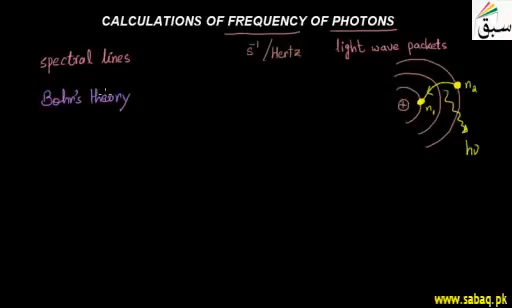 CALCULATIONS OF FREQUENCY OF PHOTONS
سبق
s⁻¹/Hertz
light wave packets
spectral lines
Bohr's theory
+
n₁
n₂
hν
www.sabaq.pk